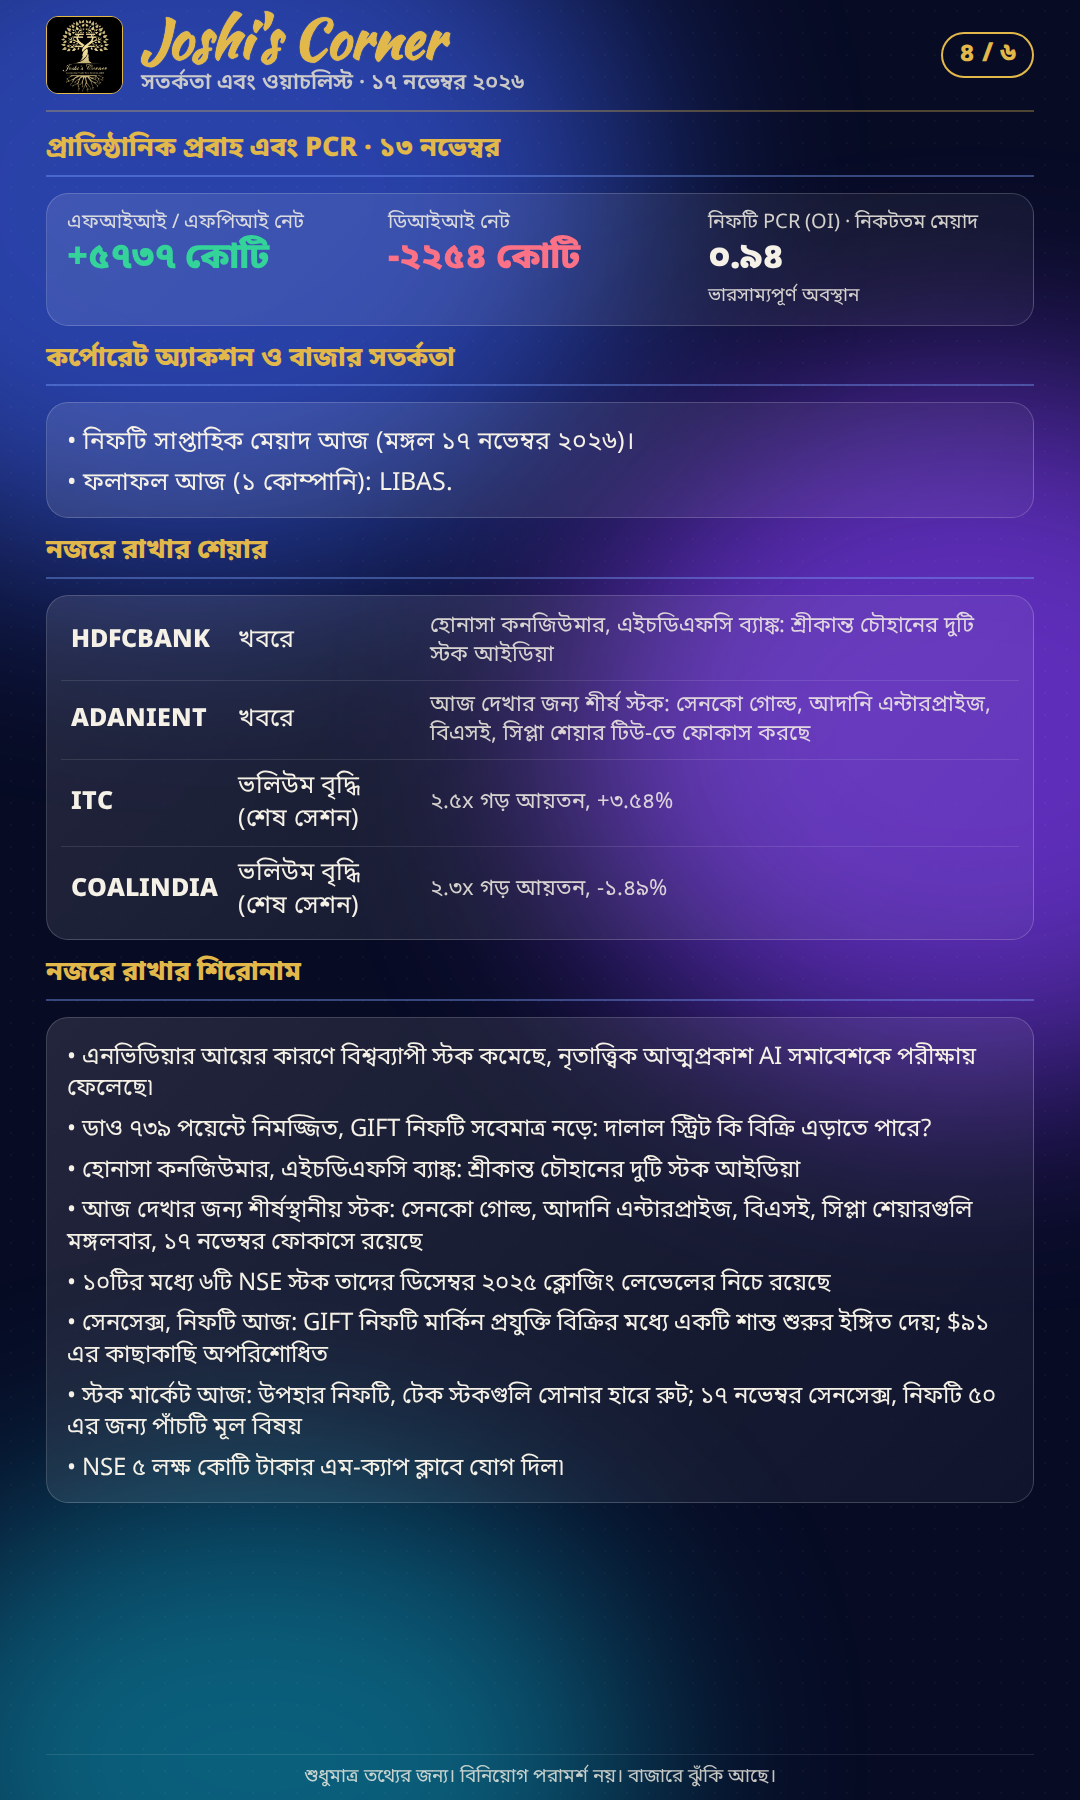 Joshi's Corner
সতর্কতা এবং ওয়াচলিস্ট · ১৭ নভেম্বর ২০২৬
৪ / ৬
প্রাতিষ্ঠানিক প্রবাহ এবং PCR · ১৩ নভেম্বর
এফআইআই / এফপিআই নেট
+৫৭৩৭ কোটি
ডিআইআই নেট
-২২৫৪ কোটি
নিফটি PCR (OI) · নিকটতম মেয়াদ
০.৯৪
ভারসাম্যপূর্ণ অবস্থান
কর্পোরেট অ্যাকশন ও বাজার সতর্কতা
• নিফটি সাপ্তাহিক মেয়াদ আজ (মঙ্গল ১৭ নভেম্বর ২০২৬)।
• ফলাফল আজ (১ কোম্পানি): LIBAS.
নজরে রাখার শেয়ার
HDFCBANK খবরে হোনাসা কনজিউমার, এইচডিএফসি ব্যাঙ্ক: শ্রীকান্ত চৌহানের দুটি
স্টক আইডিয়া
ADANIENT খবরে আজ দেখার জন্য শীর্ষ স্টক: সেনকো গোল্ড, আদানি এন্টারপ্রাইজ,
বিএসই, সিপ্লা শেয়ার টিউ-তে ফোকাস করছে
ITC ভলিউম বৃদ্ধি
(শেষ সেশন) ২.৫x গড় আয়তন, +৩.৫৪%
COALINDIA ভলিউম বৃদ্ধি
(শেষ সেশন) ২.৩x গড় আয়তন, -১.৪৯%
নজরে রাখার শিরোনাম
• এনভিডিয়ার আয়ের কারণে বিশ্বব্যাপী স্টক কমেছে, নৃতাত্ত্বিক আত্মপ্রকাশ AI সমাবেশকে পরীক্ষায়
ফেলেছে৷
• ডাও ৭৩৯ পয়েন্টে নিমজ্জিত, GIFT নিফটি সবেমাত্র নড়ে: দালাল স্ট্রিট কি বিক্রি এড়াতে পারে?
• হোনাসা কনজিউমার, এইচডিএফসি ব্যাঙ্ক: শ্রীকান্ত চৌহানের দুটি স্টক আইডিয়া
• আজ দেখার জন্য শীর্ষস্থানীয় স্টক: সেনকো গোল্ড, আদানি এন্টারপ্রাইজ, বিএসই, সিপ্লা শেয়ারগুলি
মঙ্গলবার, ১৭ নভেম্বর ফোকাসে রয়েছে
• ১০টির মধ্যে ৬টি NSE স্টক তাদের ডিসেম্বর ২০২৫ ক্লোজিং লেভেলের নিচে রয়েছে
• সেনসেক্স, নিফটি আজ: GIFT নিফটি মার্কিন প্রযুক্তি বিক্রির মধ্যে একটি শান্ত শুরুর ইঙ্গিত দেয়; $৯১
এর কাছাকাছি অপরিশোধিত
• স্টক মার্কেট আজ: উপহার নিফটি, টেক স্টকগুলি সোনার হারে রুট; ১৭ নভেম্বর সেনসেক্স, নিফটি ৫০
এর জন্য পাঁচটি মূল বিষয়
• NSE ৫ লক্ষ কোটি টাকার এম-ক্যাপ ক্লাবে যোগ দিল৷
শুধুমাত্র তথ্যের জন্য। বিনিয়োগ পরামর্শ নয়। বাজারে ঝুঁকি আছে।